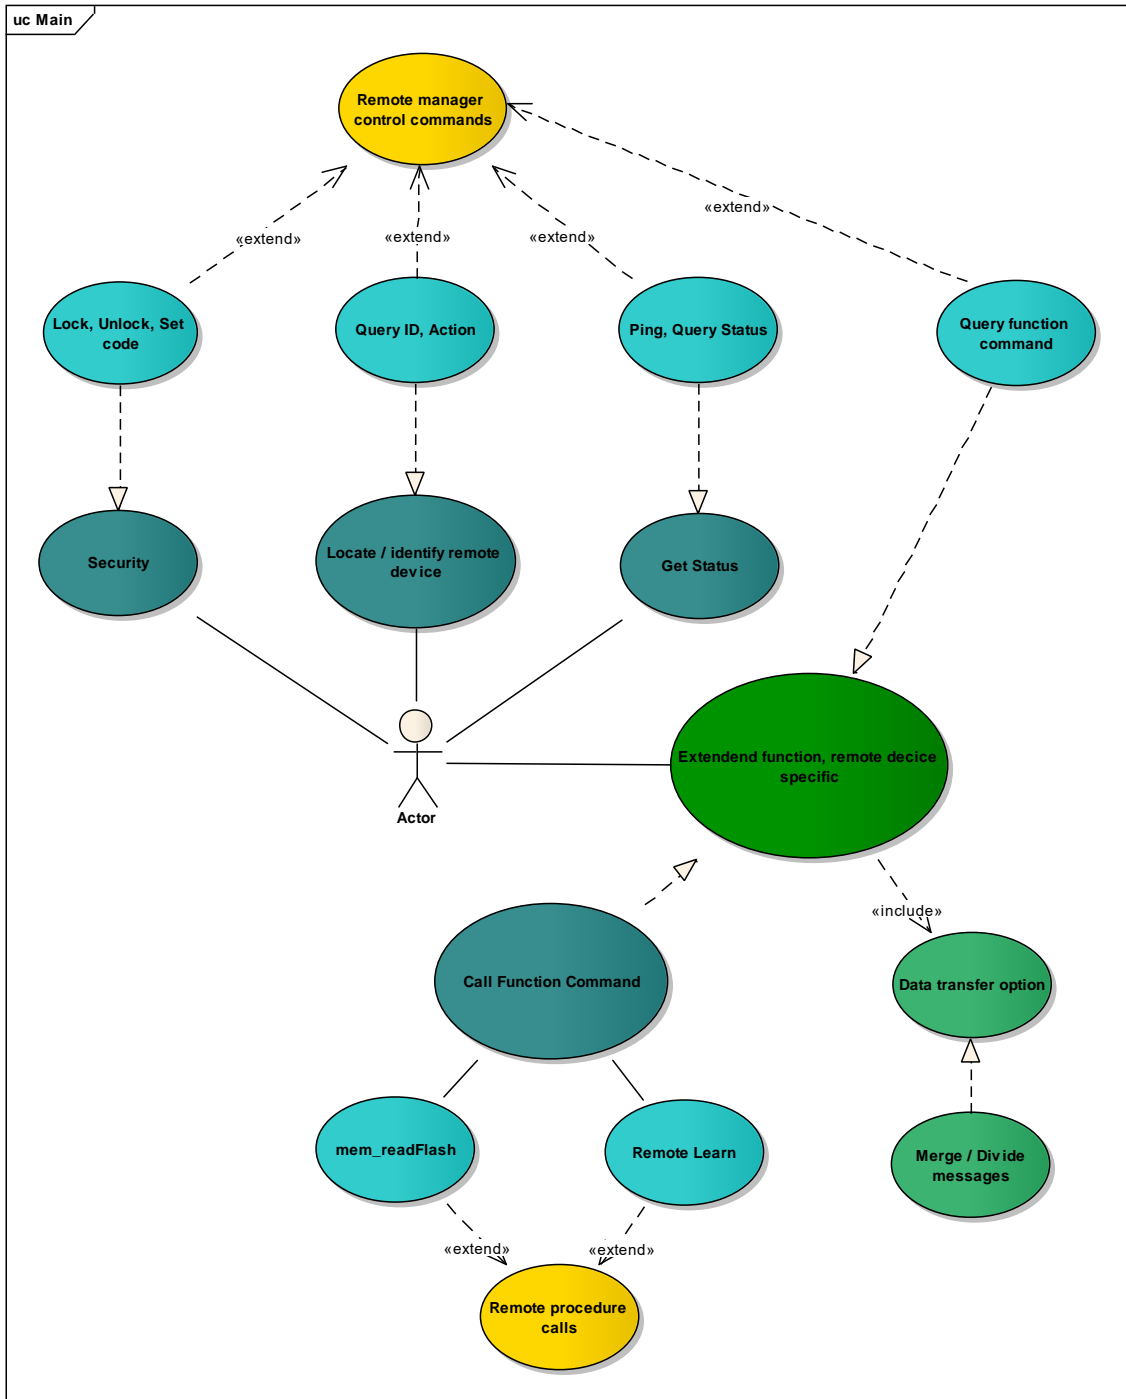 uc Main
Remote manager
control commands
«extend»
«extend»
«extend»
«extend»
Lock, Unlock, Set
code
Query ID, Action
Ping, Query Status
Query function
command
Security
Locate / identify remote
device
Get Status
Extendend function, remote decice
specific
Actor
«include»
Call Function Command
Data transfer option
mem_readFlash
Remote Learn
Merge / Divide
messages
«extend»
«extend»
Remote procedure
calls